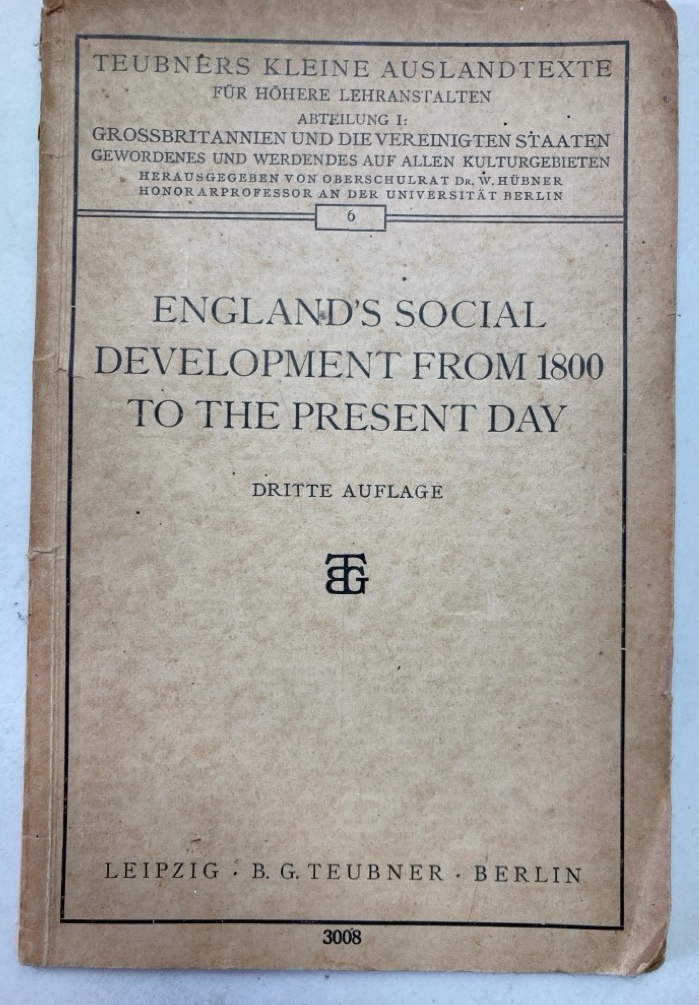 TEUBNERS KLEINE AUSLANDTEXTE
FÜR HÖHERE LEHRANSTALTEN
ABTEILUNG I:
GROSSBRITANNIEN UND DIE VEREINIGTEN STAATEN
GEWORDENES UND WERDENDES AUF ALLEN KULTURGEBIETEN
HERAUSGEGEBEN VON OBERSCHULRAT DR. W. HÜBNER
HONORARPROFESSOR AN DER UNIVERSITÄT BERLIN
6
ENGLAND'S SOCIAL
DEVELOPMENT FROM 1800
TO THE PRESENT DAY
DRITTE AUFLAGE
BTG
LEIPZIG · B. G. TEUBNER · BERLIN
3008